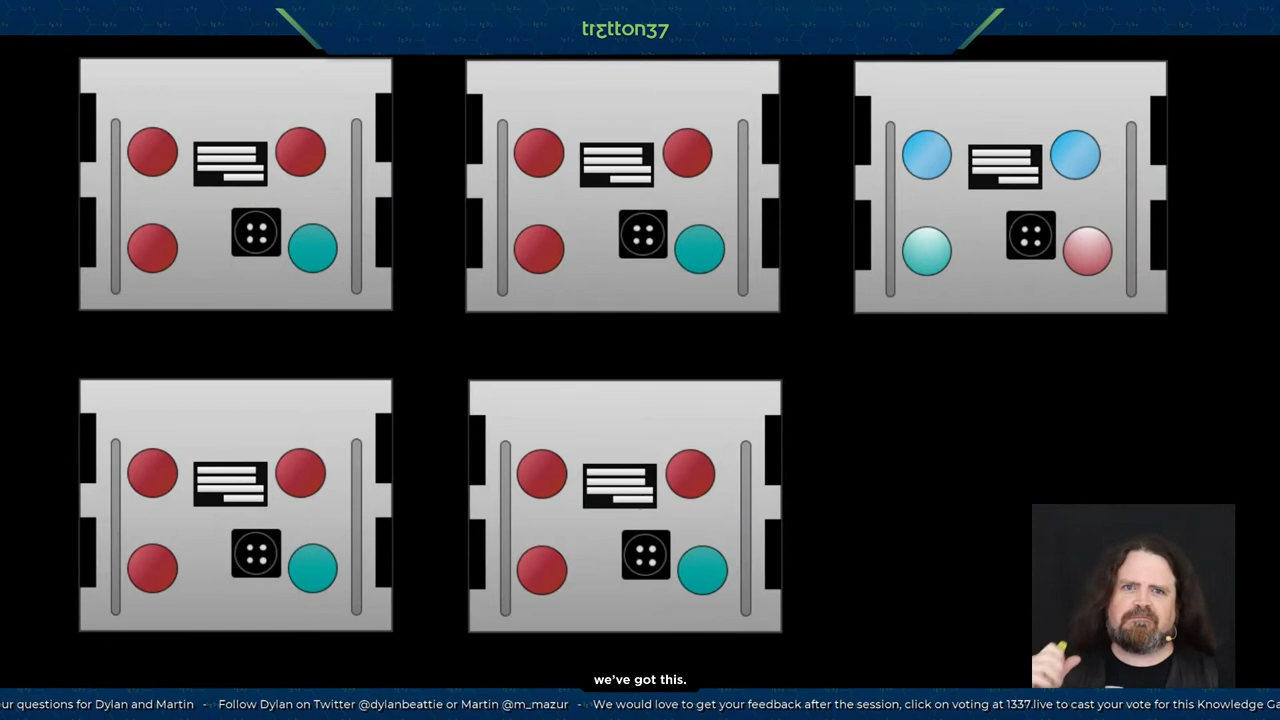 tretton37
we've got this.
ur questions for Dylan and Martin - Follow Dylan on Twitter @dylanbeattie or Martin @m_mazur - We would love to get your feedback after the session, click on voting at 1337.live to cast your vote for this Knowledge Ga